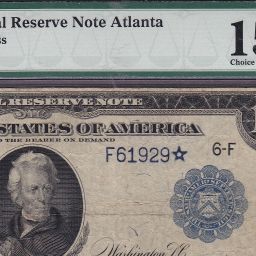 al Reserve Note Atlanta
ss
15
Choice
L RESERVE NOTE
STATES OF AMERICA
TO THE BEARER ON DEMAND
F61929☆ 6-F
Washington, D.C.